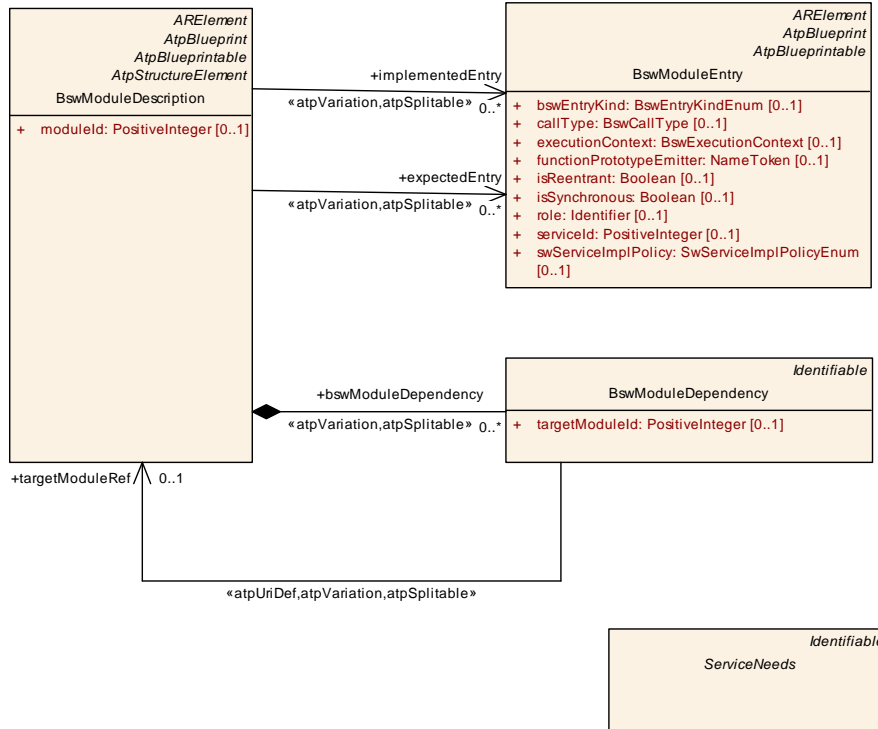 ARElement
AtpBlueprint
AtpBlueprintable
AtpStructureElement
BswModuleDescription
+ moduleId: PositiveInteger [0..1]
+implementedEntry
«atpVariation,atpSplitable» 0..*
+expectedEntry
«atpVariation,atpSplitable» 0..*
ARElement
AtpBlueprint
AtpBlueprintable
BswModuleEntry
+ bswEntryKind: BswEntryKindEnum [0..1]
+ callType: BswCallType [0..1]
+ executionContext: BswExecutionContext [0..1]
+ functionPrototypeEmitter: NameToken [0..1]
+ isReentrant: Boolean [0..1]
+ isSynchronous: Boolean [0..1]
+ role: Identifier [0..1]
+ serviceId: PositiveInteger [0..1]
+ swServiceImplPolicy: SwServiceImplPolicyEnum
[0..1]
+bswModuleDependency
«atpVariation,atpSplitable» 0..*
Identifiable
BswModuleDependency
+ targetModuleId: PositiveInteger [0..1]
+targetModuleRef 0..1
«atpUriDef,atpVariation,atpSplitable»
Identifiable
ServiceNeeds